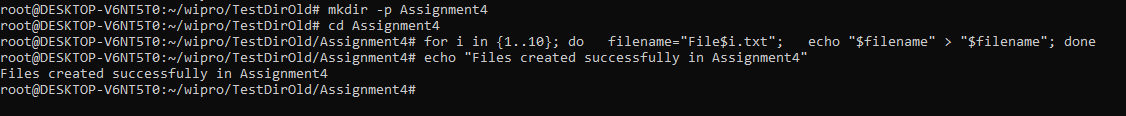 root@DESKTOP-V6NT5T0:~/wipro/TestDirOld# mkdir -p Assignment4
root@DESKTOP-V6NT5T0:~/wipro/TestDirOld# cd Assignment4
root@DESKTOP-V6NT5T0:~/wipro/TestDirOld/Assignment4# for i in {1..10}; do   filename="File$i.txt";   echo "$filename" > "$filename"; done
root@DESKTOP-V6NT5T0:~/wipro/TestDirOld/Assignment4# echo "Files created successfully in Assignment4"
Files created successfully in Assignment4
root@DESKTOP-V6NT5T0:~/wipro/TestDirOld/Assignment4#